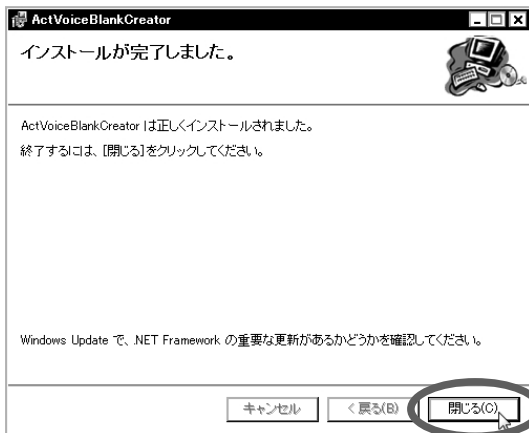 ActVoiceBlankCreator
インストールが完了しました。
ActVoiceBlankCreator は正しくインストールされました。
終了するには、[閉じる]をクリックしてください。
Windows Update で、.NET Framework の重要な更新があるかどうかを確認してください。
キャンセル
< 戻る(B)
閉じる(C)